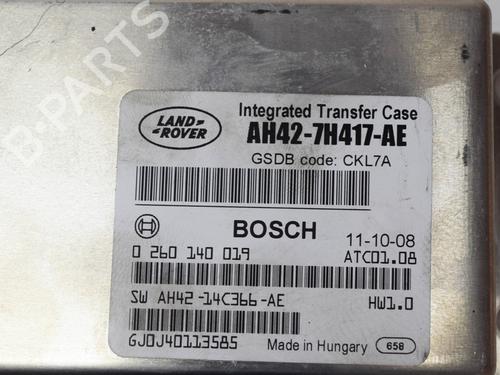 B-PARTS
LAND
ROVER
Integrated Transfer Case
AH42-7H417-AE
GSDB code: CKL7A
BOSCH
11-10-08
0 260 140 019
ATC01.08
SW AH42-14C366-AE
HW1.0
GJ0J40113585
Made in Hungary
658